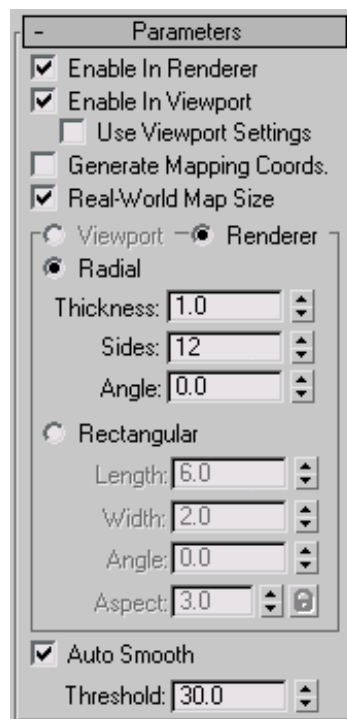 - Parameters
Enable In Renderer
Enable In Viewport
Use Viewport Settings
Generate Mapping Coords.
Real-World Map Size
Viewport Renderer
Radial
Thickness: 1.0
Sides: 12
Angle: 0.0
Rectangular
Length: 6.0
Width: 2.0
Angle: 0.0
Aspect: 3.0
Auto Smooth
Threshold: 30.0